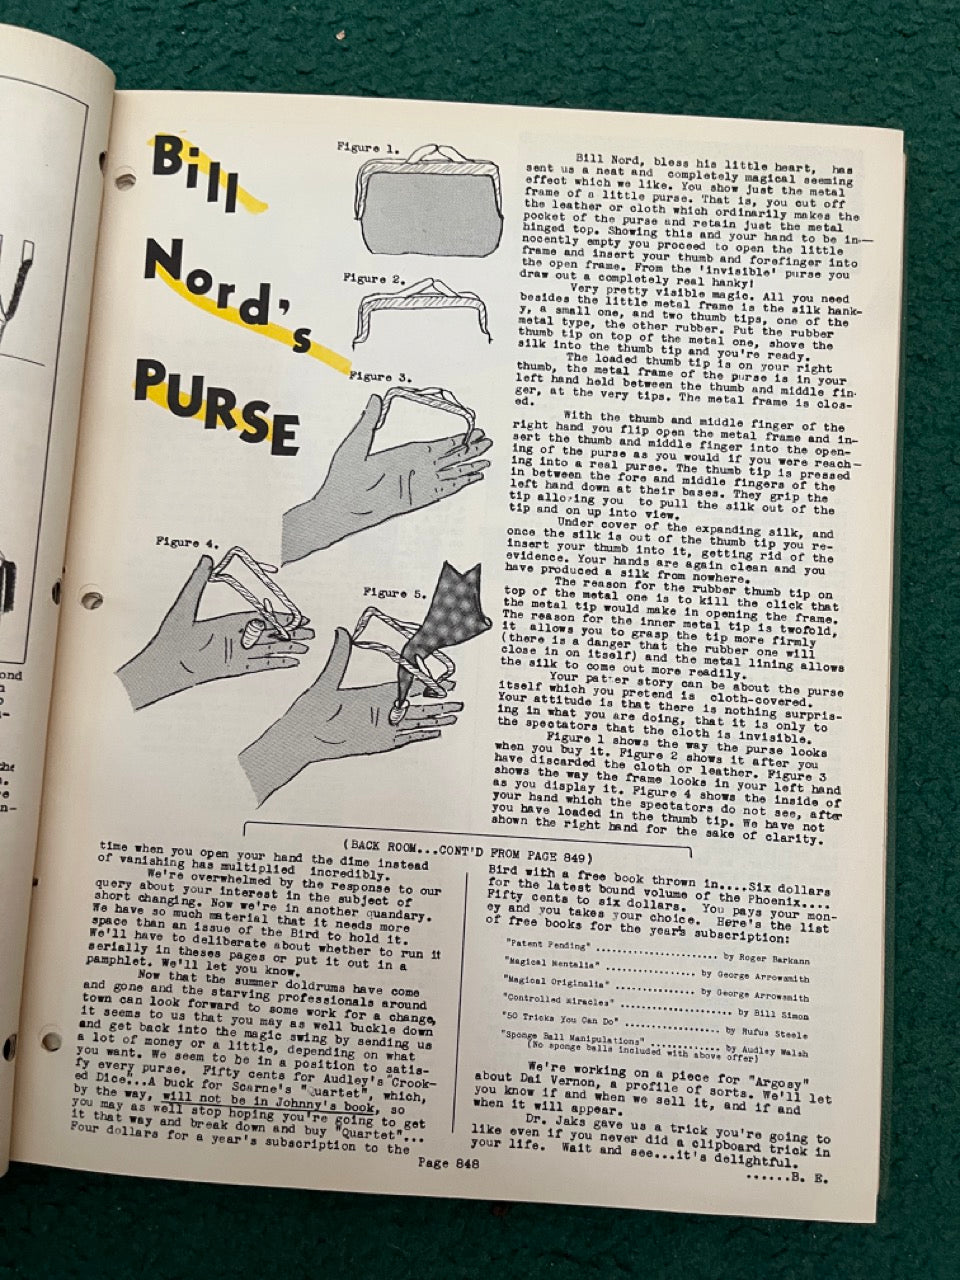 Bill
Nord's
PURSE
Figure 1.
Figure 2.
Figure 3.
Figure 4.
Figure 5.
Bill Nord, bless his little heart, has
sent us a neat and completely magical seeming
effect which we like. You show just the metal
frame of a little purse. That is, you cut off
the leather or cloth which ordinarily makes the
pocket of the purse and retain just the metal
hinged top. Showing this and your hand to be in-
nocently empty you proceed to open the little
frame and insert your thumb and forefinger into
the open frame. From the 'invisible' purse you
draw out a completely real hanky!
Very pretty visible magic. All you need
besides the little metal frame is the silk hank-
y, a small one, and two thumb tips, one of the
metal type, the other rubber. Put the rubber
thumb tip on top of the metal one, shove the
silk into the thumb tip and you're ready.
The loaded thumb tip is on your right
thumb, the metal frame of the purse is in your
left hand held between the thumb and middle fin-
ger, at the very tips. The metal frame is clos-
ed.
With the thumb and middle finger of the
right hand you flip open the metal frame and in-
sert the thumb and middle finger into the open-
ing of the purse as you would if you were reach-
ing into a real purse. The thumb tip is pressed
in between the fore and middle fingers of the
left hand down at their bases. They grip the
tip allowing you to pull the silk out of the
tip and on up into view.
Under cover of the expanding silk, and
once the silk is out of the thumb tip you re-
insert your thumb into it, getting rid of the
evidence. Your hands are again clean and you
have produced a silk from nowhere.
The reason for the rubber thumb tip on
top of the metal one is to kill the click that
the metal tip would make in opening the frame.
The reason for the inner metal tip is twofold,
it allows you to grasp the tip more firmly
(there is a danger that the rubber one will
close in on itself) and the metal lining allows
the silk to come out more readily.
Your patter story can be about the purse
itself which you pretend is cloth-covered.
Your attitude is that there is nothing surpris-
ing in what you are doing, that it is only to
the spectators that the cloth is invisible.
Figure 1 shows the way the purse looks
when you buy it. Figure 2 shows it after you
have discarded the cloth or leather. Figure 3
shows the way the frame looks in your left hand
as you display it. Figure 4 shows the inside of
your hand which the spectators do not see, after
you have loaded in the thumb tip. We have not
shown the right hand for the sake of clarity.
(BACK ROOM...CONT'D FROM PAGE 849)
time when you open your hand the dime instead
of vanishing has multiplied incredibly.
We're overwhelmed by the response to our
query about your interest in the subject of
short changing. Now we're in another quandary.
We have so much material that it needs more
space than an issue of the Bird to hold it.
We'll have to deliberate about whether to run it
serially in theses pages or put it out in a
pamphlet. We'll let you know.
Now that the summer doldrums have come
and gone and the starving professionals around
town can look forward to some work for a change,
it seems to us that you may as well buckle down
and get back into the magic swing by sending us
a lot of money or a little, depending on what
you want. We seem to be in a position to satis-
fy every purse. Fifty cents for Audley's "Crook-
ed Dice"...A buck for Scarne's "Quartet", which,
by the way, will not be in Johnny's book, so
you may as well stop hoping you're going to get
it that way and break down and buy "Quartet"...
Four dollars for a year's subscription to the
Bird with a free book thrown in....Six dollars
for the latest bound volume of the Phoenix....
Fifty cents to six dollars. You pays your mon-
ey and you takes your choice. Here's the list
of free books for the year's subscription:
"Patent Pending" .................. by Roger Barkann
"Magical Mentalia" ................ by George Arrowsmith
"Magical Originalia" .............. by George Arrowsmith
"Controlled Miracles" ................... by Bill Simon
"50 Tricks You Can Do" ................ by Rufus Steele
"Sponge Ball Manipulations" ........... by Audley Walsh
(No sponge balls included with above offer)
We're working on a piece for "Argosy"
about Dai Vernon, a profile of sorts. We'll let
you know if and when we sell it, and if and
when it will appear.
Dr. Jaks gave us a trick you're going to
like even if you never did a clipboard trick in
your life. Wait and see...it's delightful.
......B. E.
Page 848